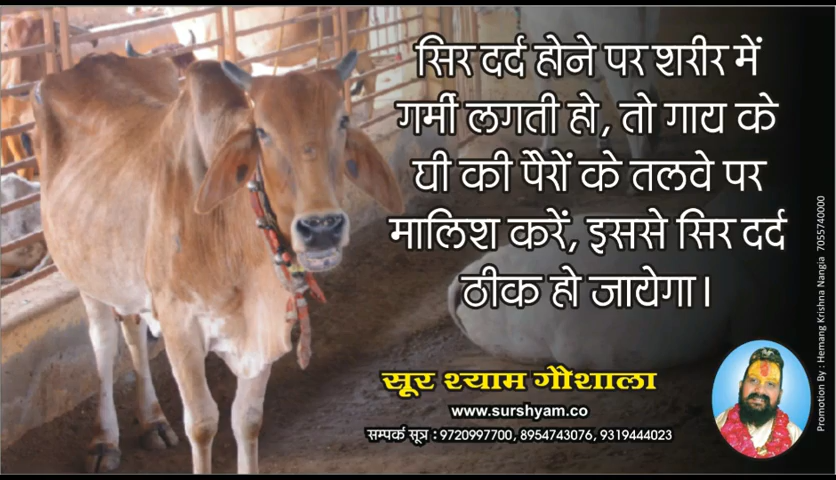 सिर दर्द होने पर शरीर में
गर्मी लगती हो, तो गाय के
घी की पैरों के तलवे पर
मालिश करें, इससे सिर दर्द
ठीक हो जायेगा।
सूर श्याम गौशाला
www.surshyam.co
सम्पर्क सूत्र : 9720997700, 8954743076, 9319444023
Promotion By : Hemang Krishna Nangia 7055740000